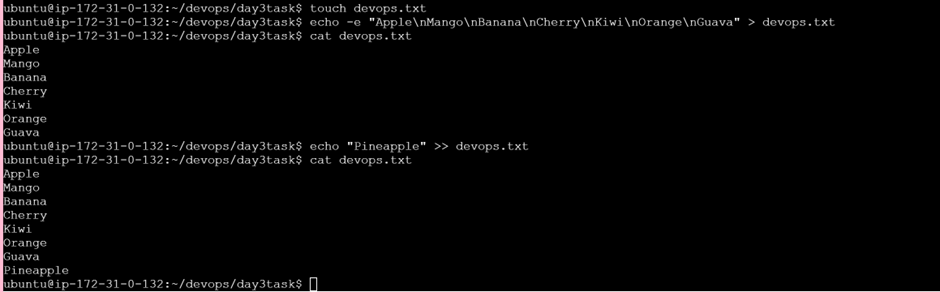 ubuntu@ip-172-31-0-132:~/devops/day3task$ touch devops.txt
ubuntu@ip-172-31-0-132:~/devops/day3task$ echo -e "Apple\nMango\nBanana\nCherry\nKiwi\nOrange\nGuava" > devops.txt
ubuntu@ip-172-31-0-132:~/devops/day3task$ cat devops.txt
Apple
Mango
Banana
Cherry
Kiwi
Orange
Guava
ubuntu@ip-172-31-0-132:~/devops/day3task$ echo "Pineapple" >> devops.txt
ubuntu@ip-172-31-0-132:~/devops/day3task$ cat devops.txt
Apple
Mango
Banana
Cherry
Kiwi
Orange
Guava
Pineapple
ubuntu@ip-172-31-0-132:~/devops/day3task$